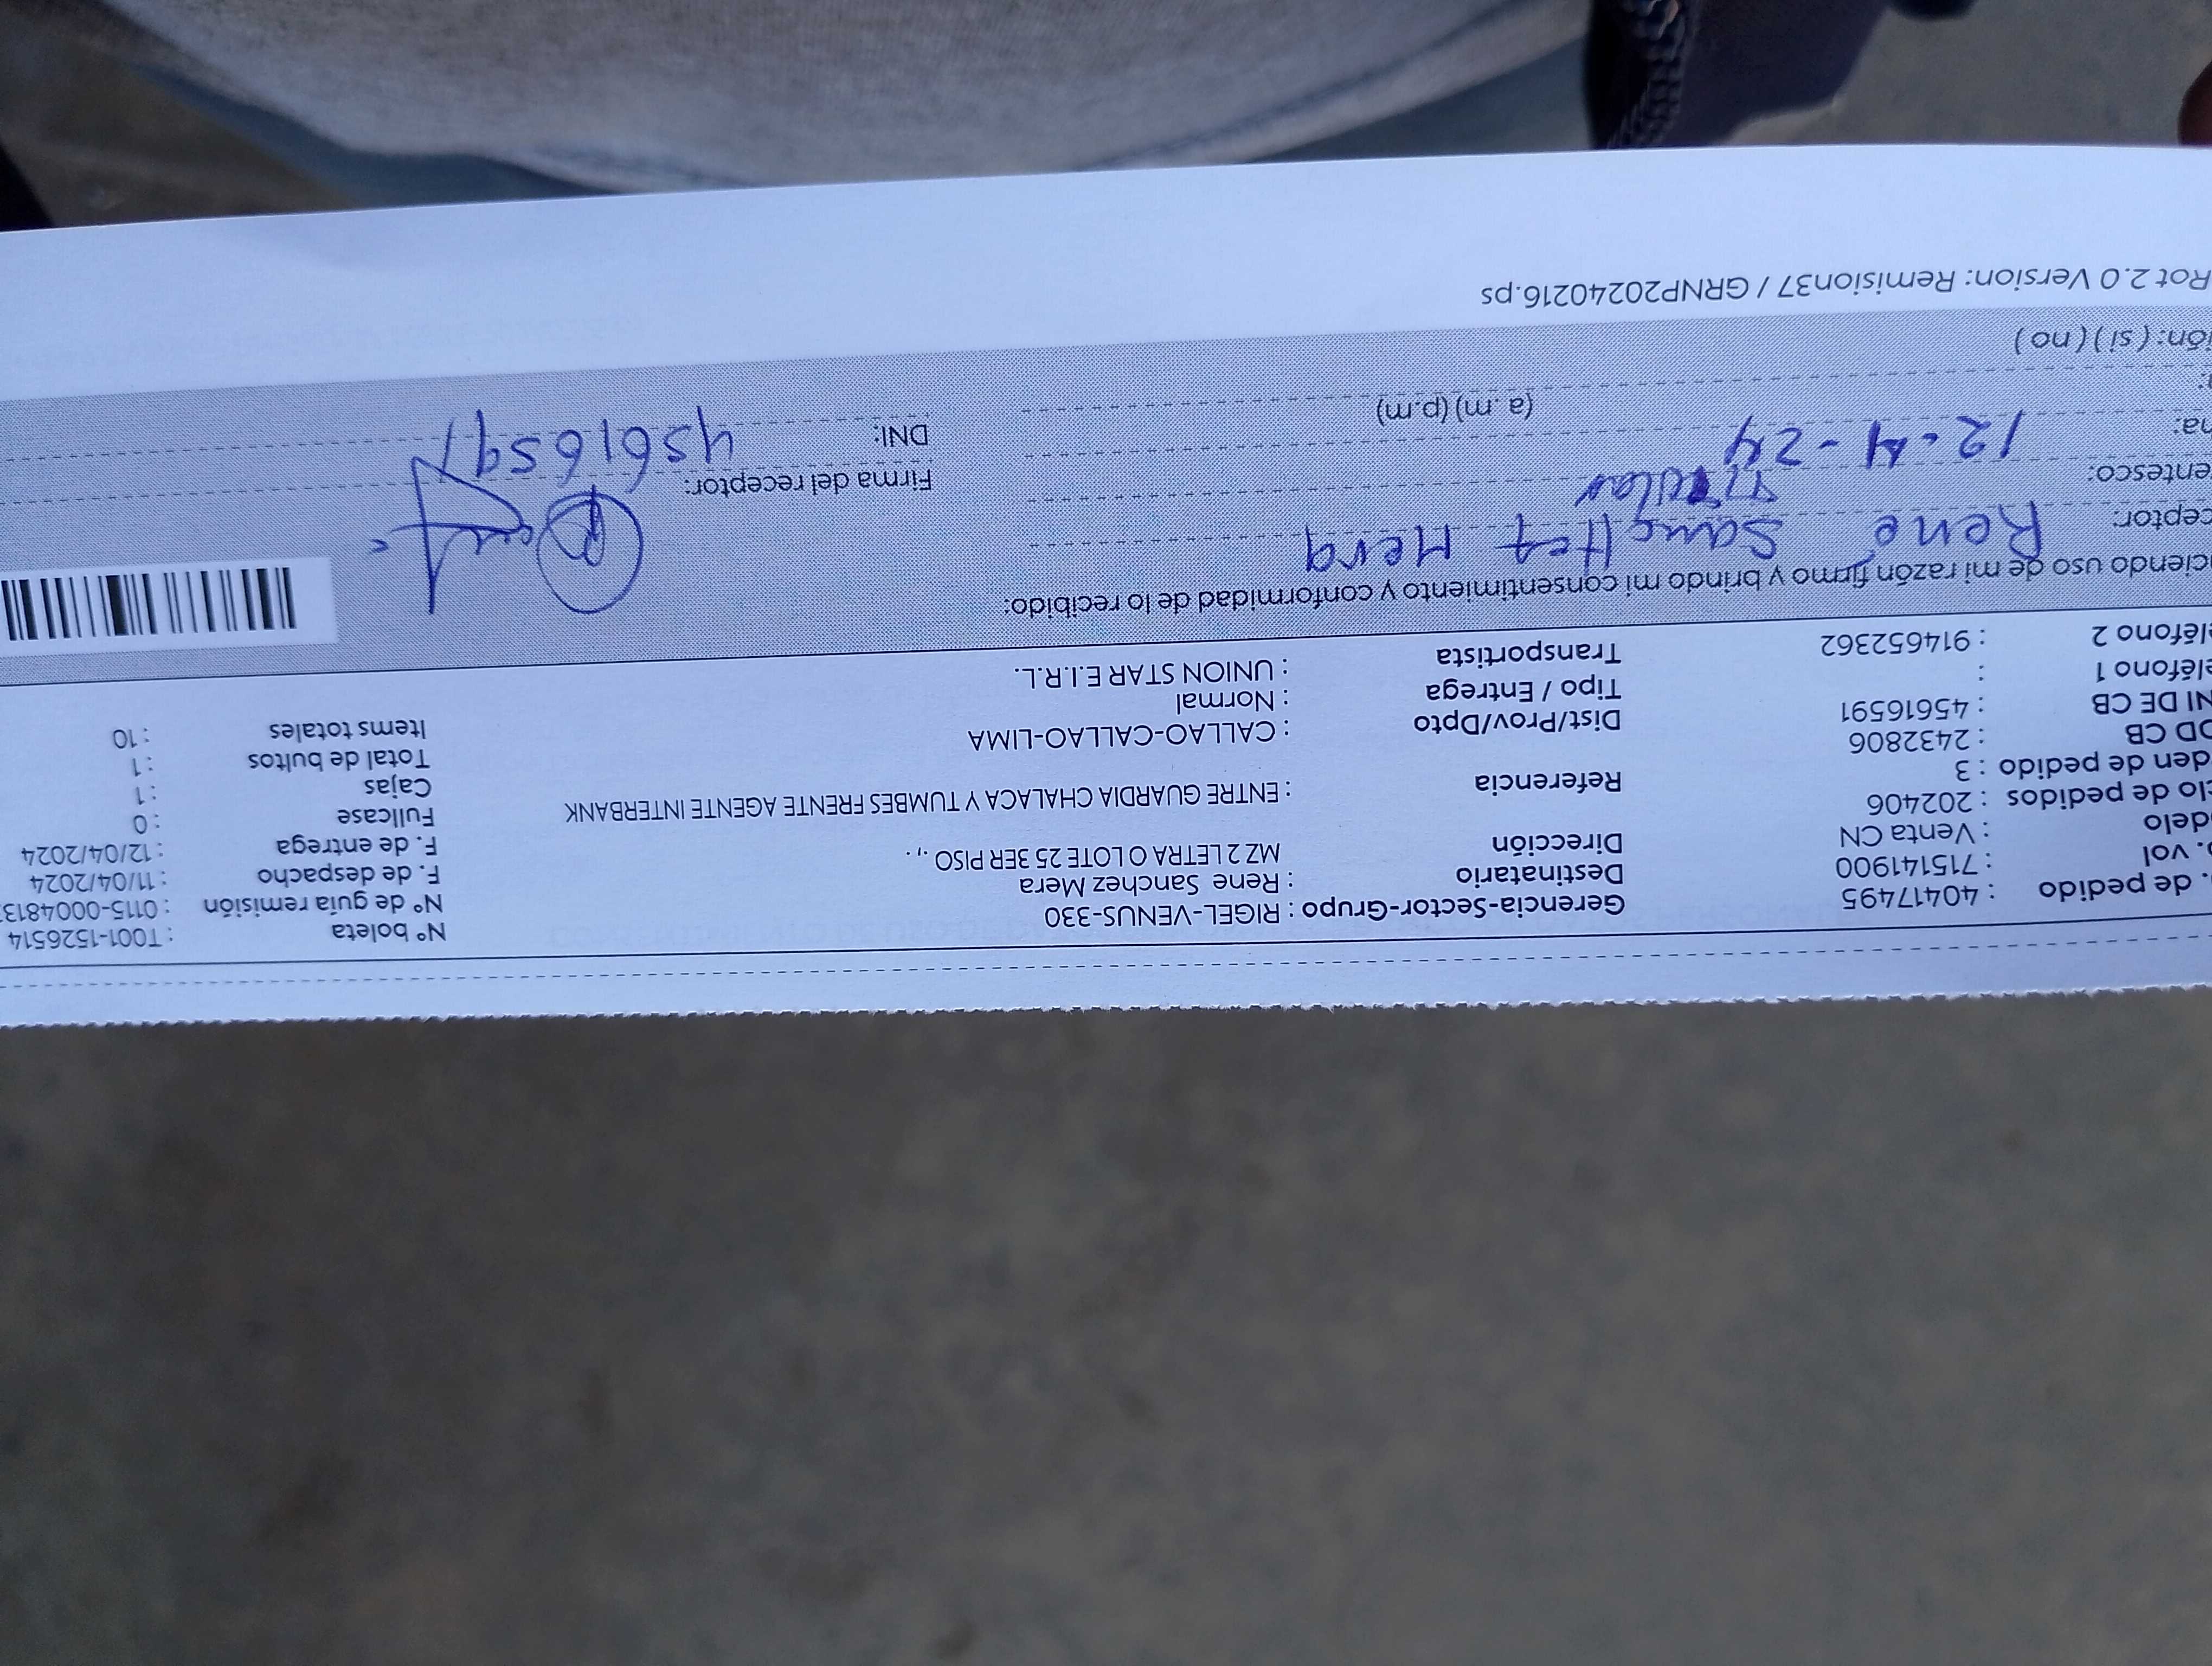 . de pedido : 40417495 Gerencia-Sector-Grupo : RIGEL-VENUS-330 N° boleta : T001-1526514
. vol : 715141900 Destinatario : Rene Sanchez Mera N° de guía remisión : 0115-0004813
delo : Venta CN Dirección MZ 2 LETRA O LOTE 25 3ER PISO ., . F. de despacho : 11/04/2024
clo de pedidos : 202406 F. de entrega : 12/04/2024
den de pedido : 3 Referencia : ENTRE GUARDIA CHALACA Y TUMBES FRENTE AGENTE INTERBANK Fullcase : 0
OD CB : 2432806 Cajas : 1
NI DE CB : 45616591 Dist/Prov/Dpto : CALLAO-CALLAO-LIMA Total de bultos : 1
eléfono 1 : Tipo / Entrega : Normal Items totales : 10
eléfono 2 : 914652362 Transportista : UNION STAR E.I.R.L.
ciendo uso de mi razón firmo y brindo mi consentimiento y conformidad de lo recibido:
ceptor: Rene Sanchez Mera
entesco: Titular Firma del receptor:
ha: 12-4-24 DNI: 45616591
: (a.m) (p.m)
ión: ( si ) ( no )
Rot 2.0 Version: Remision37 / GRNP20240216.ps